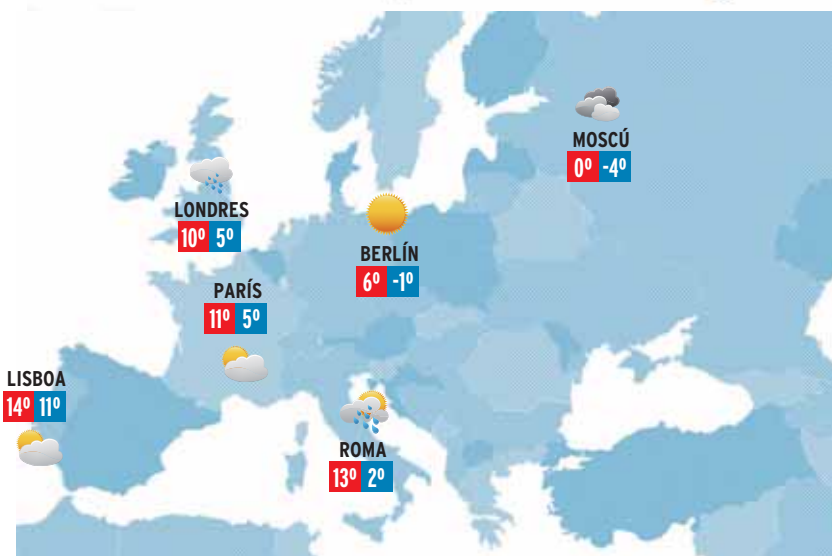 MOSCÚ
0º -4º
LONDRES
10º 5º
BERLÍN
6º -1º
PARÍS
11º 5º
LISBOA
14º 11º
ROMA
13º 2º